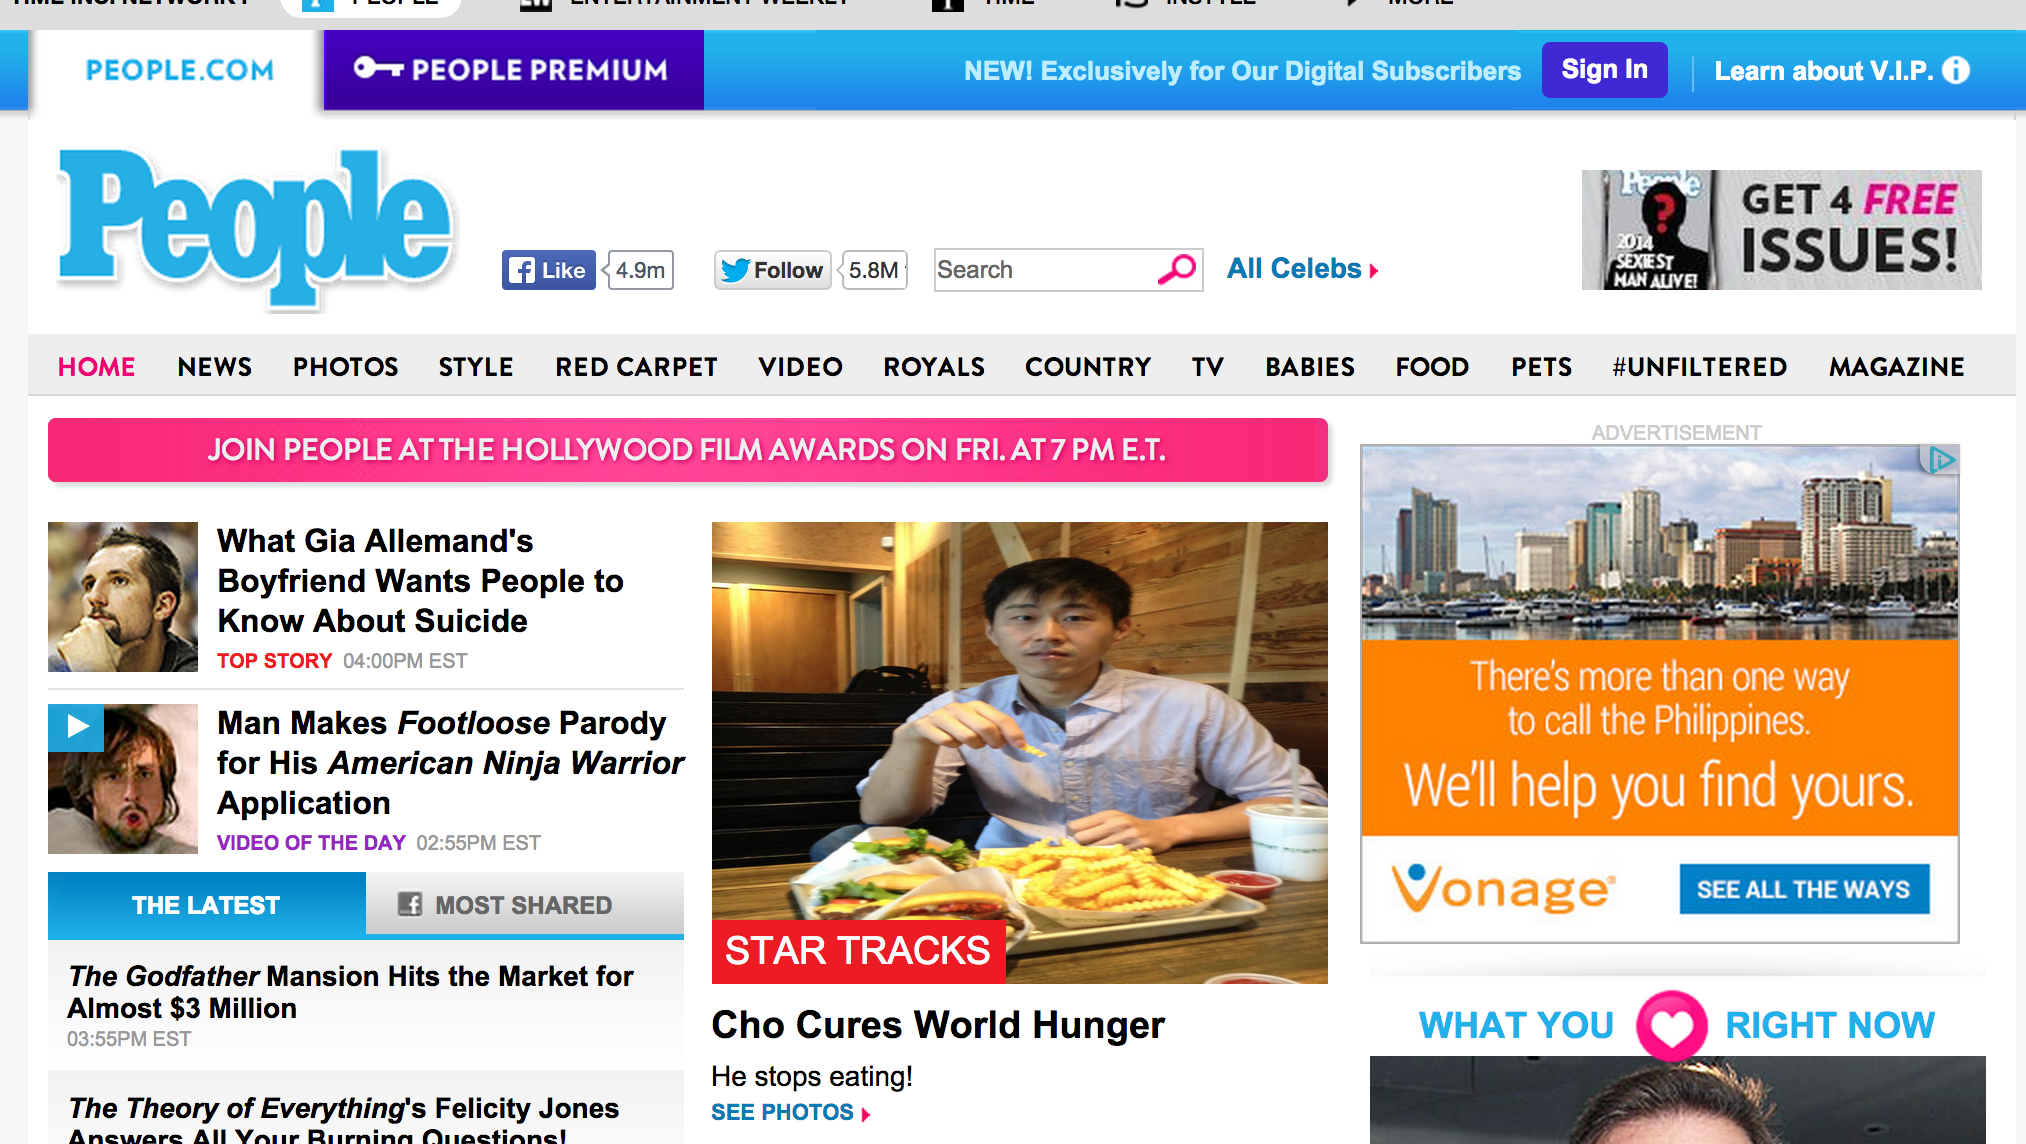 PEOPLE
ENTERTAINMENT WEEKLY
TIME
INSTYLE
MORE
PEOPLE.COM
PEOPLE PREMIUM
NEW! Exclusively for Our Digital Subscribers
Sign In
Learn about V.I.P.
People
Like
4.9m
Follow
5.8M
Search
All Celebs
People
2014
SEXIEST
MAN ALIVE!
GET 4 FREE
ISSUES!
HOME NEWS PHOTOS STYLE RED CARPET VIDEO ROYALS COUNTRY TV BABIES FOOD PETS #UNFILTERED MAGAZINE
JOIN PEOPLE AT THE HOLLYWOOD FILM AWARDS ON FRI. AT 7 PM E.T.
What Gia Allemand's
Boyfriend Wants People to
Know About Suicide
TOP STORY 04:00PM EST
Man Makes Footloose Parody
for His American Ninja Warrior
Application
VIDEO OF THE DAY 02:55PM EST
THE LATEST
MOST SHARED
The Godfather Mansion Hits the Market for
Almost $3 Million
03:55PM EST
The Theory of Everything's Felicity Jones
Answers All Your Burning Questions!
STAR TRACKS
Cho Cures World Hunger
He stops eating!
SEE PHOTOS
ADVERTISEMENT
There's more than one way
to call the Philippines.
We'll help you find yours.
Vonage
SEE ALL THE WAYS
WHAT YOU RIGHT NOW